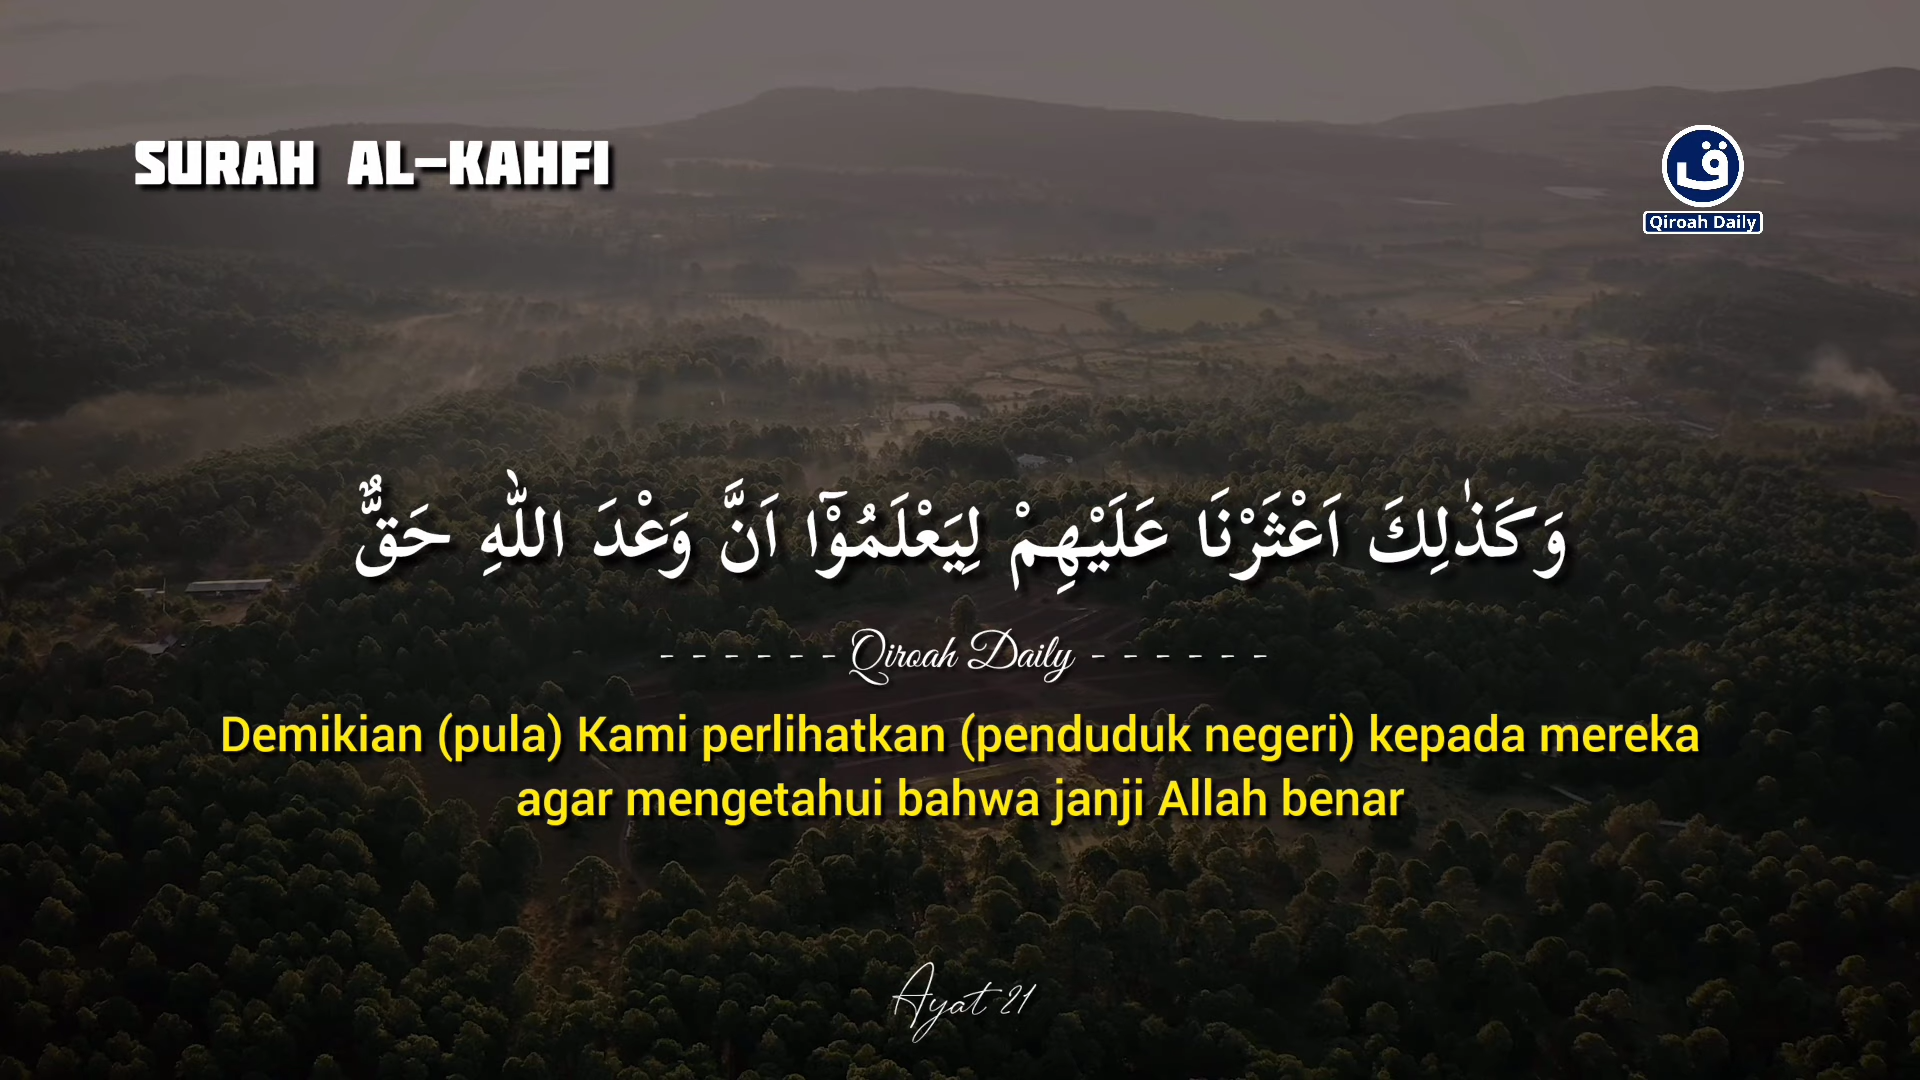 SURAH AL-KAHFI
ق
Qiroah Daily
وَكَذٰلِكَ اَعْثَرْنَا عَلَيْهِمْ لِيَعْلَمُوْٓا اَنَّ وَعْدَ اللّٰهِ حَقٌّ
- - - - - - Qiroah Daily - - - - - -
Demikian (pula) Kami perlihatkan (penduduk negeri) kepada mereka
agar mengetahui bahwa janji Allah benar
Ayat 21